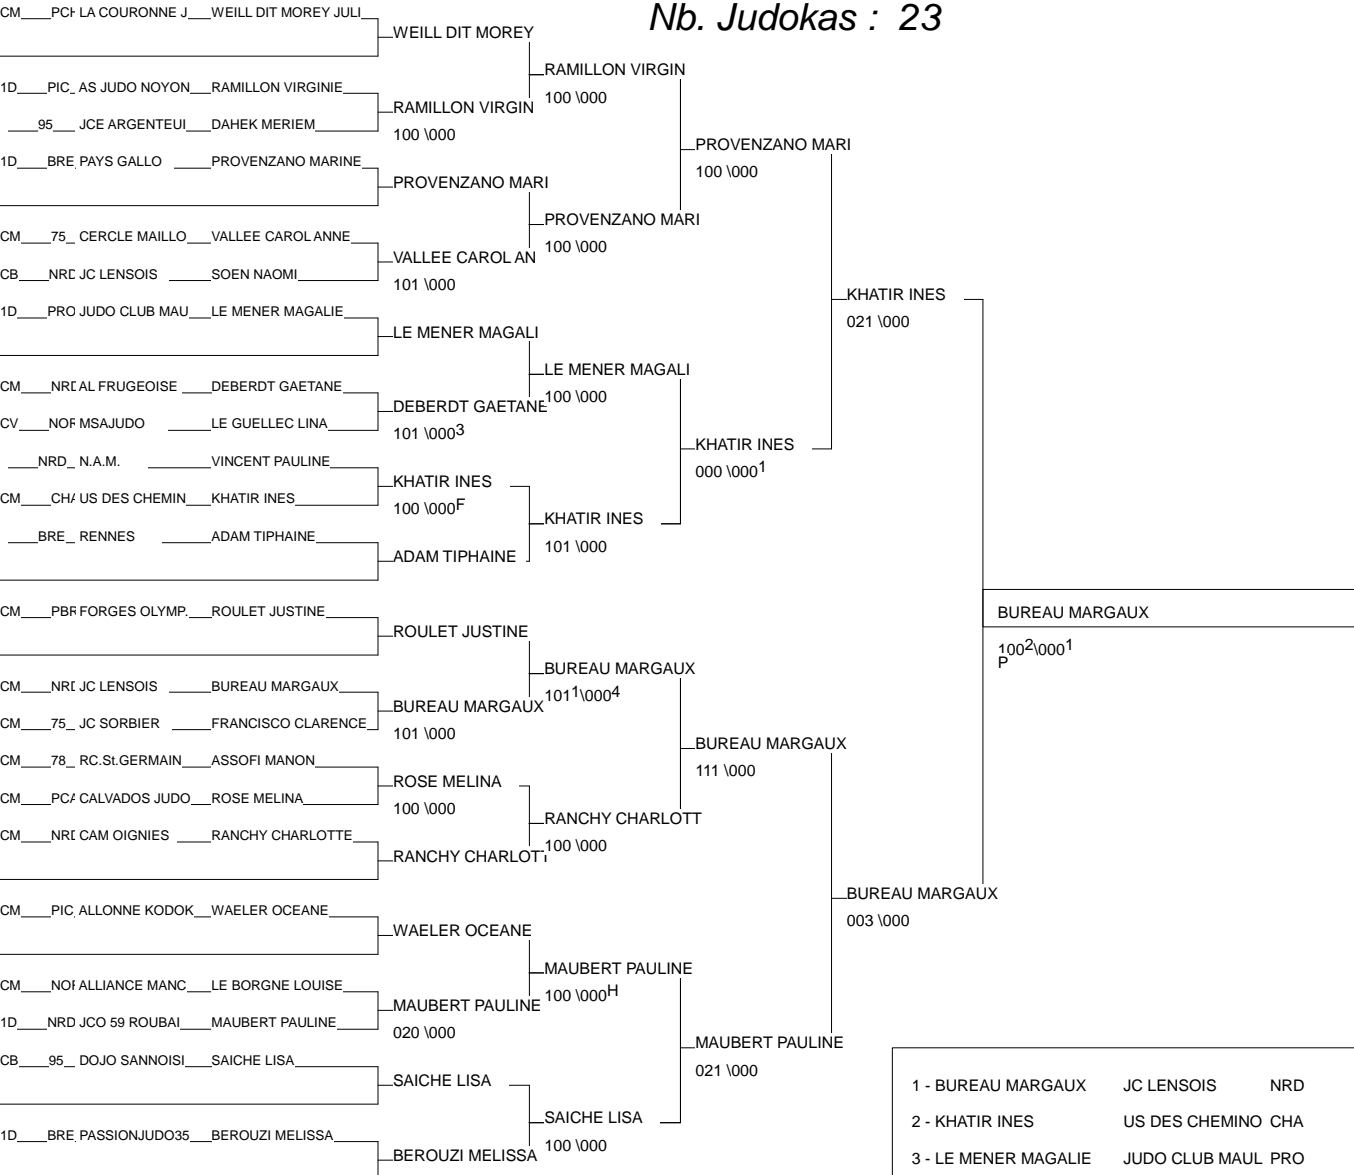 Nb. Judokas : 23
CM PCH LA COURONNE J WEILL DIT MOREY JULI
WEILL DIT MOREY
RAMILLON VIRGIN
100 \000
1D PIC AS JUDO NOYON RAMILLON VIRGINIE
RAMILLON VIRGIN
100 \000
95 JCE ARGENTEUI DAHEK MERIEM
PROVENZANO MARI
100 \000
1D BRE PAYS GALLO PROVENZANO MARINE
PROVENZANO MARI
PROVENZANO MARI
100 \000
CM 75 CERCLE MAILLO VALLEE CAROL ANNE
VALLEE CAROL AN
101 \000
CB NRD JC LENSOIS SOEN NAOMI
KHATIR INES
021 \000
1D PRO JUDO CLUB MAU LE MENER MAGALIE
LE MENER MAGALI
LE MENER MAGALI
100 \000
CM NRD AL FRUGEOISE DEBERDT GAETANE
DEBERDT GAETANE
101 \000 3
CV NOR MSAJUDO LE GUELLEC LINA
KHATIR INES
000 \000 1
NRD N.A.M. VINCENT PAULINE
KHATIR INES
100 \000 F
CM CHA US DES CHEMIN KHATIR INES
KHATIR INES
101 \000
BRE RENNES ADAM TIPHAINE
ADAM TIPHAINE
CM PBR FORGES OLYMP. ROULET JUSTINE
BUREAU MARGAUX
100 2 \000 1
P
ROULET JUSTINE
BUREAU MARGAUX
101 1 \000 4
CM NRD JC LENSOIS BUREAU MARGAUX
BUREAU MARGAUX
101 \000
CM 75 JC SORBIER FRANCISCO CLARENCE
BUREAU MARGAUX
111 \000
CM 78 RC.St.GERMAIN ASSOFI MANON
ROSE MELINA
100 \000
CM PCA CALVADOS JUDO ROSE MELINA
RANCHY CHARLOTT
100 \000
CM NRD CAM OIGNIES RANCHY CHARLOTTE
RANCHY CHARLOTT
BUREAU MARGAUX
003 \000
CM PIC ALLONNE KODOK WAELER OCEANE
WAELER OCEANE
MAUBERT PAULINE
100 \000 H
CM NOR ALLIANCE MANC LE BORGNE LOUISE
MAUBERT PAULINE
020 \000
1D NRD JCO 59 ROUBAI MAUBERT PAULINE
MAUBERT PAULINE
021 \000
CB 95 DOJO SANNOISI SAICHE LISA
SAICHE LISA
SAICHE LISA
100 \000
1D BRE PASSIONJUDO35 BEROUZI MELISSA
BEROUZI MELISSA
1 - BUREAU MARGAUX JC LENSOIS NRD
2 - KHATIR INES US DES CHEMINO CHA
3 - LE MENER MAGALIE JUDO CLUB MAUL PRO